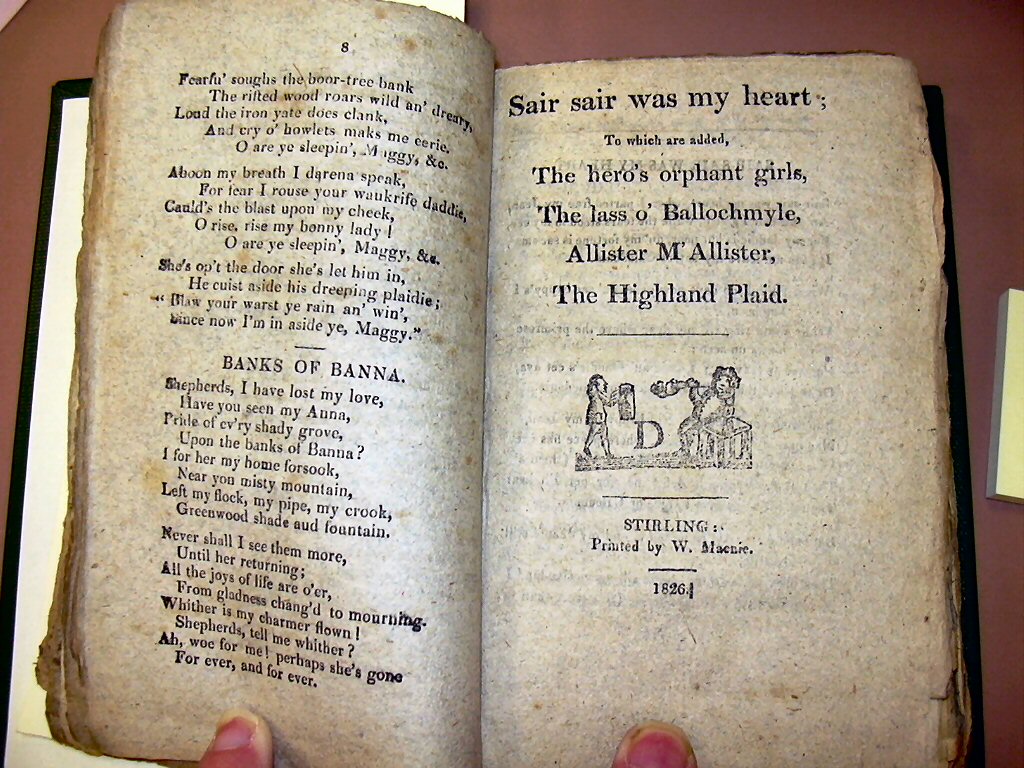 8
Fearfu' soughs the boor-tree bank
The rifted wood roars wild an' dreary,
Loud the iron yate does clank,
And cry o' howlets maks me eerie.
O are ye sleepin', Maggy, &c.
Aboon my breath I darena speak,
For fear I rouse your waukrife daddie,
Cauld's the blast upon my cheek,
O rise, rise my bonny lady!
O are ye sleepin', Maggy, &c.
She's op't the door she's let him in,
He cuist aside his dreeping plaidie;
" Blaw your warst ye rain an' win',
Since now I'm in aside ye, Maggy."
BANKS OF BANNA.
Shepherds, I have lost my love,
Have you seen my Anna,
Pride of ev'ry shady grove,
Upon the banks of Banna?
I for her my home forsook,
Near you misty mountain,
Left my flock, my pipe, my crook,
Greenwood shade aud fountain.
Never shall I see them more,
Until her returning;
All the joys of life are o'er,
From gladness chang'd to mourning.
Whither is my charmer flown!
Shepherds, tell me whither?
Ah, woe for me! perhaps she's gone
For ever, and for ever.
Sair sair was my heart;
To which are added,
The hero's orphant girls,
The lass o' Ballochmyle,
Allister M'Allister,
The Highland Plaid.
D
STIRLING:
Printed by W. Macnie.
1826.